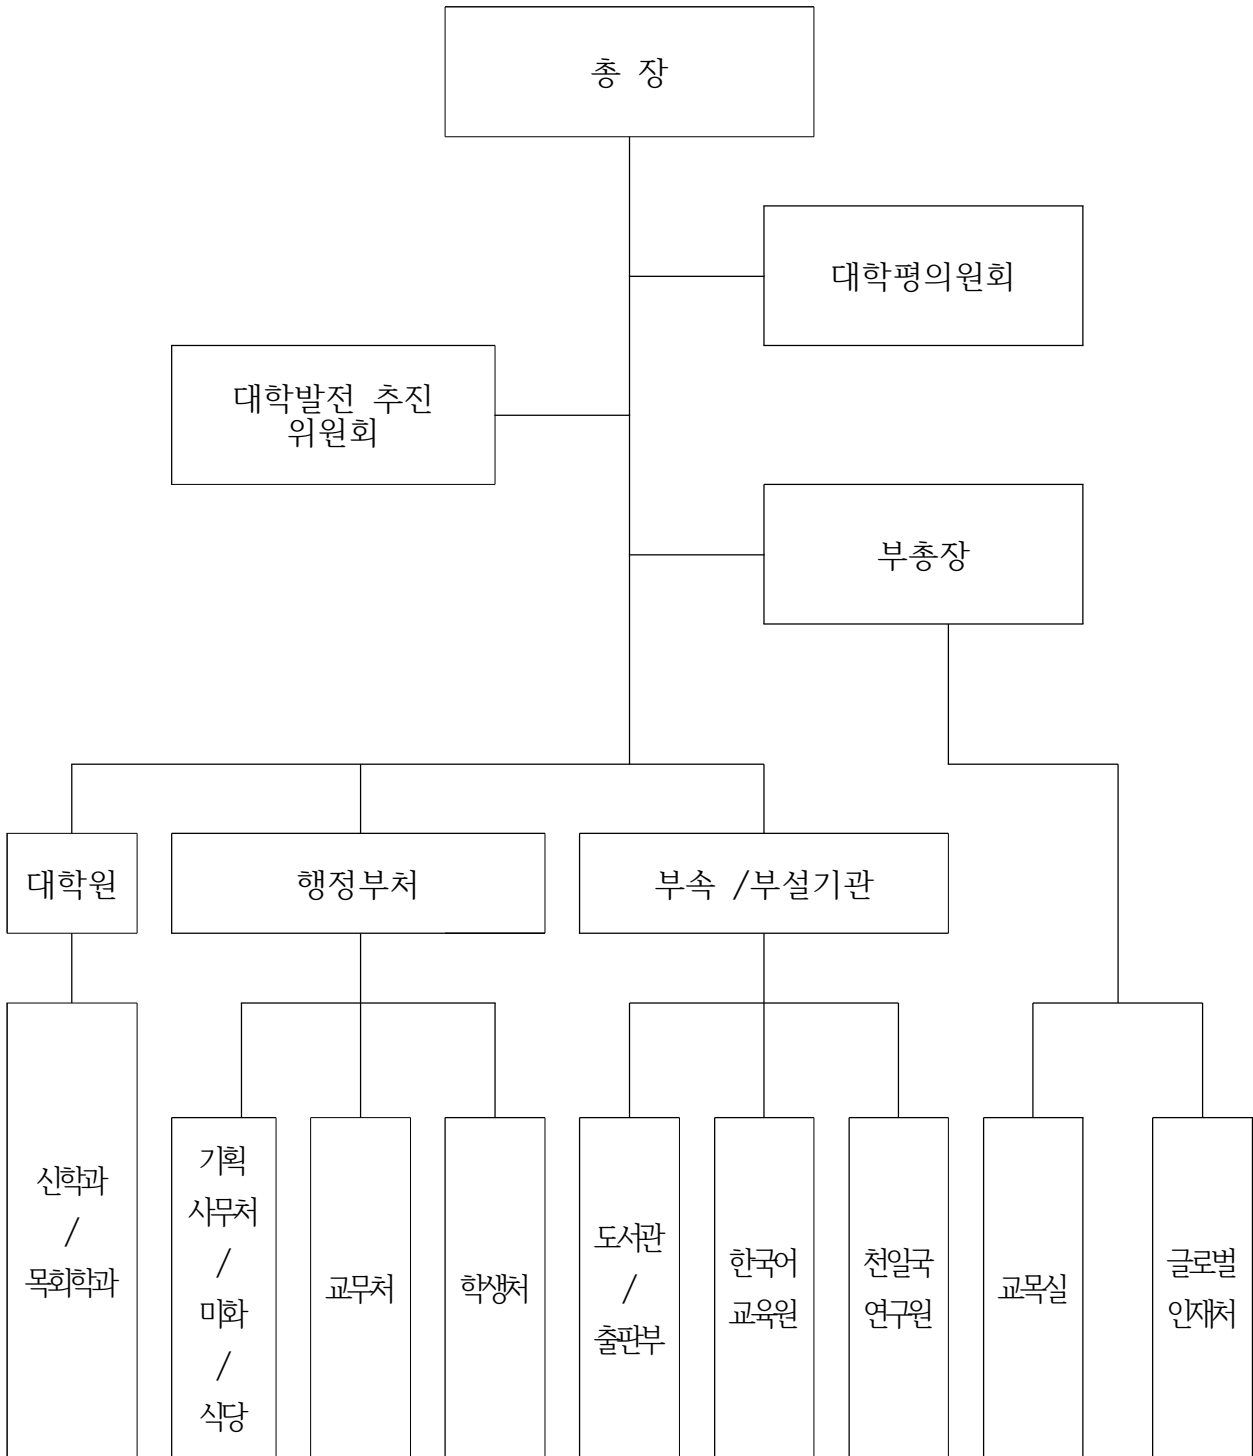 총 장
대학평의원회
대학발전 추진
위원회
부총장
대학원
행정부처
부속 /부설기관
신학과
/
목회학과
기획
사무처
/
미화
/
식당
교무처
학생처
도서관
/
출판부
한국어
교육원
천일국
연구원
교목실
글로벌
인재처